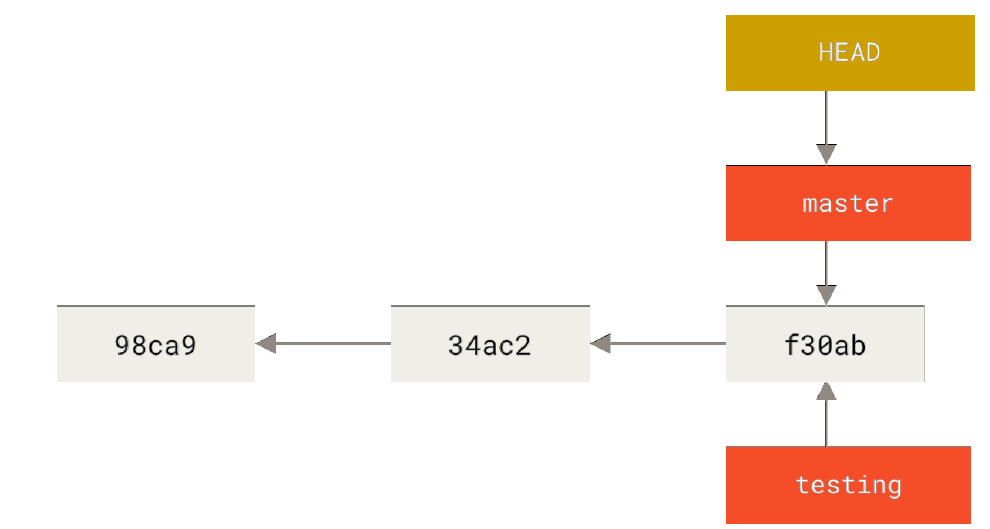 HEAD
master
98ca9
34ac2
f30ab
testing